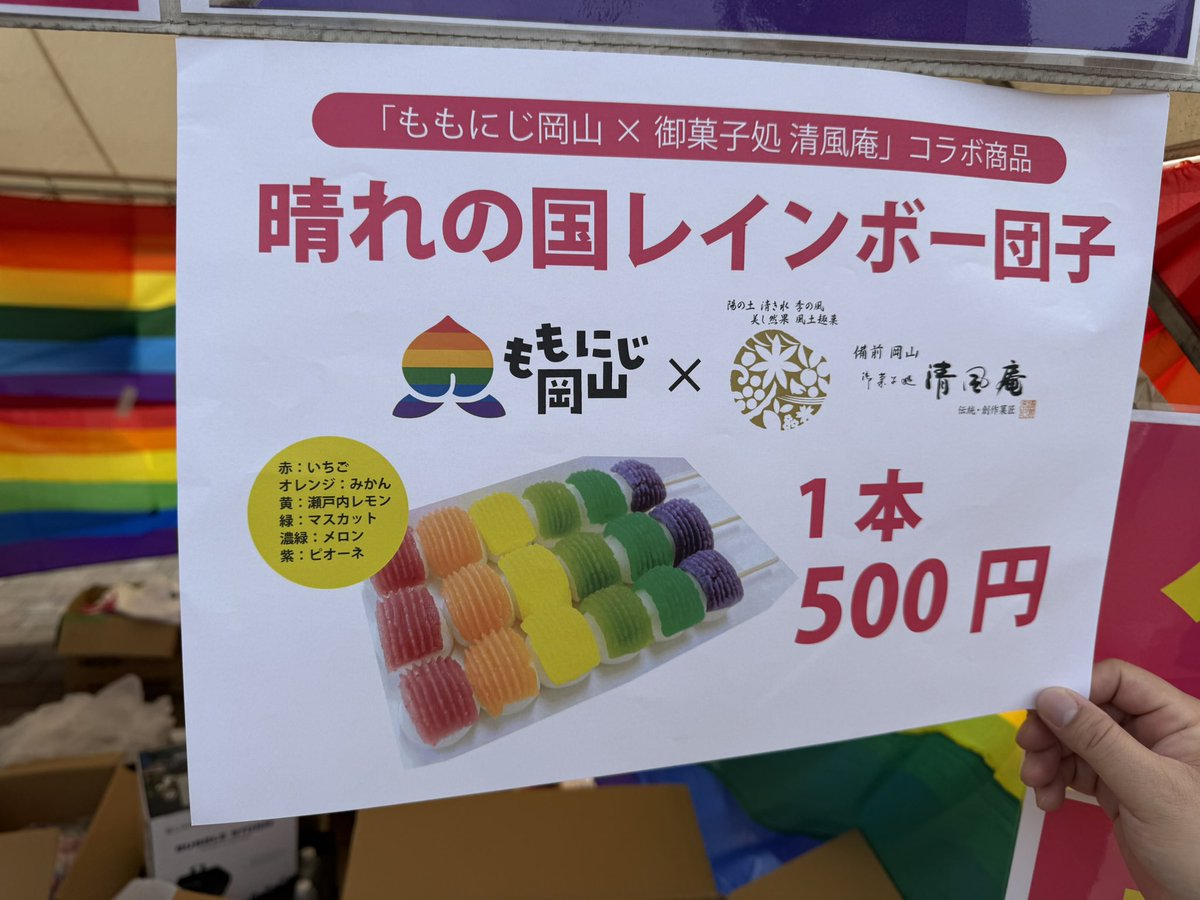 「ももにじ岡山 × 御菓子処 清風庵」コラボ商品
晴れの国レインボー団子
ももにじ
岡山
×
陽の土 清き水 季の風
美し然果 風土趣菓
備前 岡山
御菓子処 清風庵
伝統・創作菓匠
赤：いちご
オレンジ：みかん
黄：瀬戸内レモン
緑：マスカット
濃緑：メロン
紫：ピオーネ
1本
500円
BUBBLE